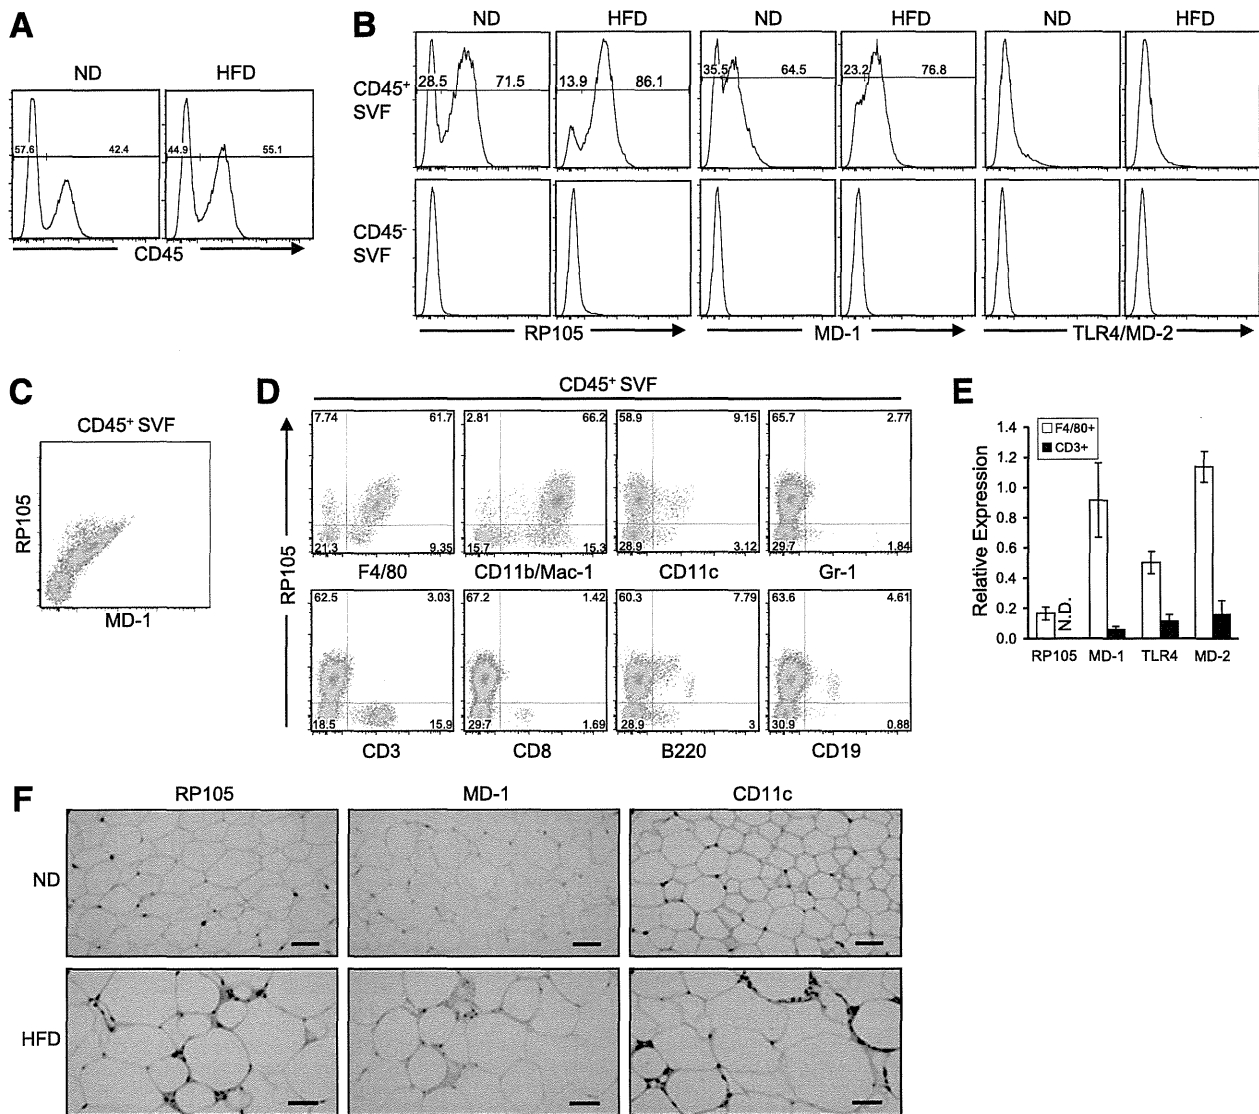 A
ND HFD
57.6 42.4 44.9 55.1
CD45
B
ND HFD ND HFD ND HFD
CD45+ SVF
28.5 71.5 13.9 86.1 35.5 64.5 23.2 76.8
CD45- SVF
RP105 MD-1 TLR4/MD-2
C
CD45+ SVF
RP105
MD-1
D
CD45+ SVF
RP105
7.74 61.7 2.81 66.2 58.9 9.15 65.7 2.77
21.3 9.35 15.7 15.3 28.9 3.12 29.7 1.84
F4/80 CD11b/Mac-1 CD11c Gr-1
62.5 3.03 67.2 1.42 60.3 7.79 63.6 4.61
18.5 15.9 29.7 1.69 28.9 3 30.9 0.88
CD3 CD8 B220 CD19
E
Relative Expression
1.4
1.2
1.0
0.8
0.6
0.4
0.2
0.0
F4/80+
CD3+
N.D.
RP105 MD-1 TLR4 MD-2
F
RP105 MD-1 CD11c
ND
HFD